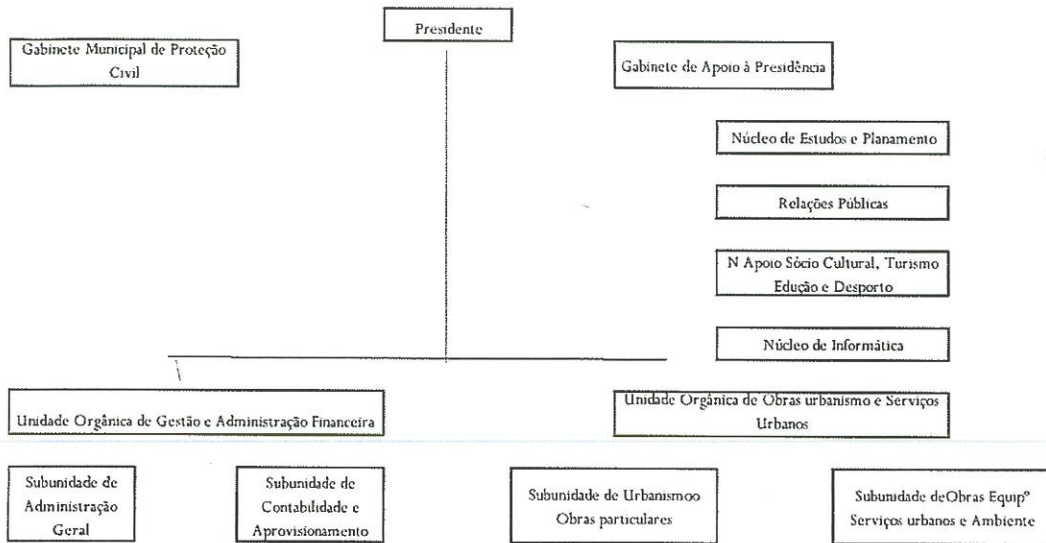 Presidente
Gabinete Municipal de Proteção
Civil
Gabinete de Apoio à Presidência
Núcleo de Estudos e Planamento
Relações Públicas
N Apoio Sócio Cultural, Turismo
Edução e Desporto
Núcleo de Informática
Unidade Orgânica de Gestão e Administração Financeira
Unidade Orgânica de Obras urbanismo e Serviços
Urbanos
Subunidade de
Administração
Geral
Subunidade de
Contabilidade e
Aprovisionamento
Subunidade de Urbanismoo
Obras particulares
Subunidade deObras Equipº
Serviços urbanos e Ambiente